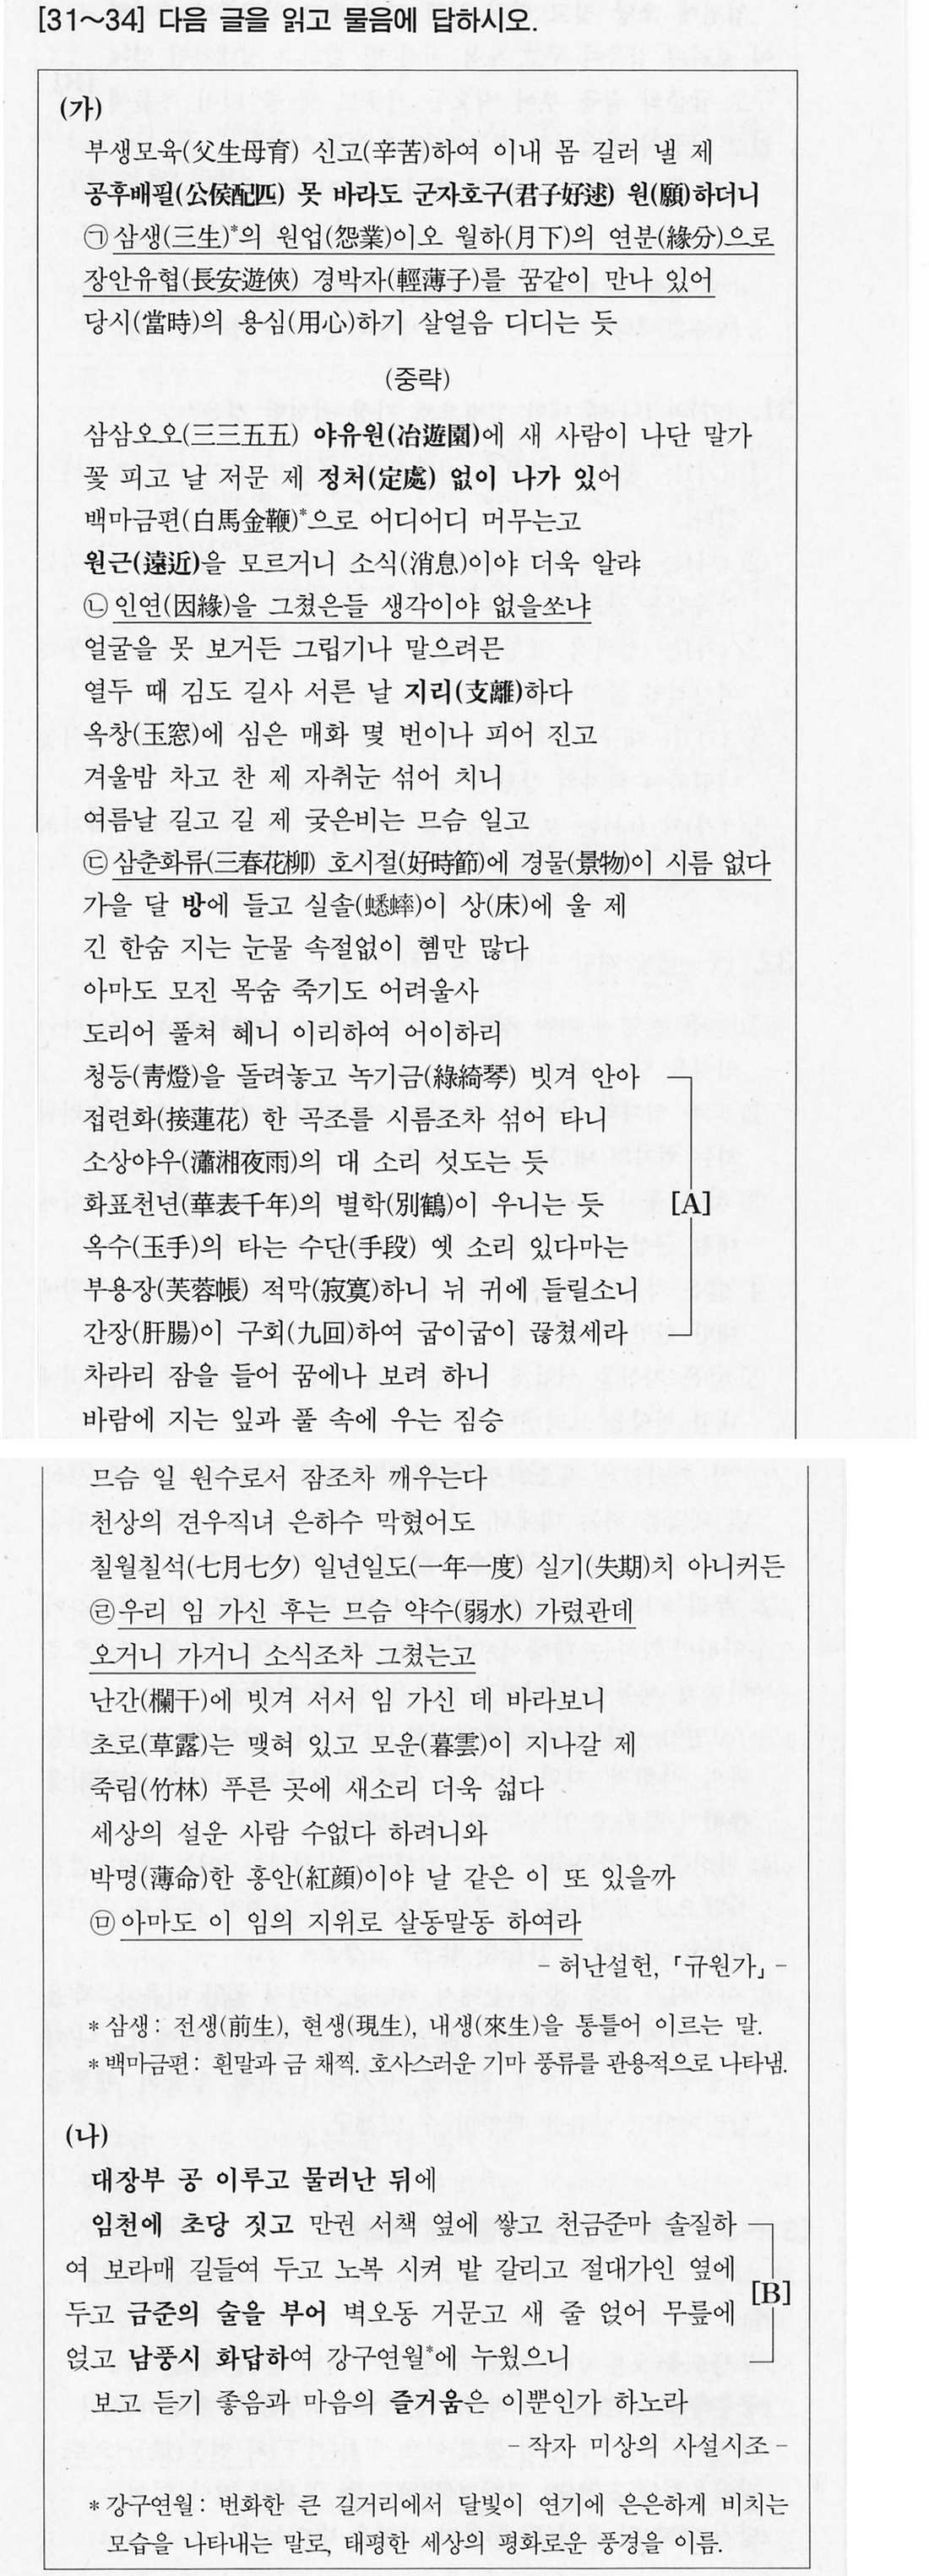 [31~34] 다음 글을 읽고 물음에 답하시오.
(가)
부생모육(父生母育) 신고(辛苦)하여 이내 몸 길러 낼 제
공후배필(公侯配匹) 못 바라도 군자호구(君子好逑) 원(願)하더니
㉠ 삼생(三生)*의 원업(怨業)이오 월하(月下)의 연분(緣分)으로
장안유협(長安遊俠) 경박자(輕薄子)를 꿈같이 만나 있어
당시(當時)의 용심(用心)하기 살얼음 디디는 듯
(중략)
삼삼오오(三三五五) 야유원(冶遊園)에 새 사람이 나단 말가
꽃 피고 날 저문 제 정처(定處) 없이 나가 있어
백마금편(白馬金鞭)*으로 어디어디 머무는고
원근(遠近)을 모르거니 소식(消息)이야 더욱 알랴
㉡ 인연(因緣)을 그쳤은들 생각이야 없을쏘냐
얼굴을 못 보거든 그립기나 말으려믄
열두 때 김도 길사 서른 날 지리(支離)하다
옥창(玉窓)에 심은 매화 몇 번이나 피어 진고
겨울밤 차고 찬 제 자취눈 섞어 치니
여름날 길고 길 제 궂은비는 므슴 일고
㉢ 삼춘화류(三春花柳) 호시절(好時節)에 경물(景物)이 시름 없다
가을 달 방에 들고 실솔(蟋蟀)이 상(床)에 울 제
긴 한숨 지는 눈물 속절없이 혬만 많다
아마도 모진 목숨 죽기도 어려울사
도리어 풀쳐 혜니 이리하여 어이하리
청등(靑燈)을 돌려놓고 녹기금(綠綺琴) 빗겨 안아
접련화(接蓮花) 한 곡조를 시름조차 섞어 타니
소상야우(瀟湘夜雨)의 대 소리 섯도는 듯
화표천년(華表千年)의 별학(別鶴)이 우니는 듯
[A]
옥수(玉手)의 타는 수단(手段) 옛 소리 있다마는
부용장(芙蓉帳) 적막(寂寞)하니 뉘 귀에 들릴소니
간장(肝腸)이 구회(九回)하여 굽이굽이 끊쳤세라
차라리 잠을 들어 꿈에나 보려 하니
바람에 지는 잎과 풀 속에 우는 짐승
므슴 일 원수로서 잠조차 깨우는다
천상의 견우직녀 은하수 막혔어도
칠월칠석(七月七夕) 일년일도(一年一度) 실기(失期)치 아니커든
㉣ 우리 임 가신 후는 므슴 약수(弱水) 가렸관데
오거니 가거니 소식조차 그쳤는고
난간(欄干)에 빗겨 서서 임 가신 데 바라보니
초로(草露)는 맺혀 있고 모운(暮雲)이 지나갈 제
죽림(竹林) 푸른 곳에 새소리 더욱 설다
세상의 설운 사람 수없다 하려니와
박명(薄命)한 홍안(紅顔)이야 날 같은 이 또 있을까
㉤ 아마도 이 임의 지위로 살동말동 하여라
- 허난설헌, 「규원가」 -
* 삼생: 전생(前生), 현생(現生), 내생(來生)을 통틀어 이르는 말.
* 백마금편: 흰말과 금 채찍. 호사스러운 기마 풍류를 관용적으로 나타냄.
(나)
대장부 공 이루고 물러난 뒤에
임천에 초당 짓고 만권 서책 옆에 쌓고 천금준마 솔질하
여 보라매 길들여 두고 노복 시켜 밭 갈리고 절대가인 옆에
[B]
두고 금준의 술을 부어 벽오동 거문고 새 줄 얹어 무릎에
얹고 남풍시 화답하여 강구연월*에 누웠으니
보고 듣기 좋음과 마음의 즐거움은 이뿐인가 하노라
- 작자 미상의 사설시조 -
* 강구연월: 번화한 큰 길거리에서 달빛이 연기에 은은하게 비치는
모습을 나타내는 말로, 태평한 세상의 평화로운 풍경을 이름.